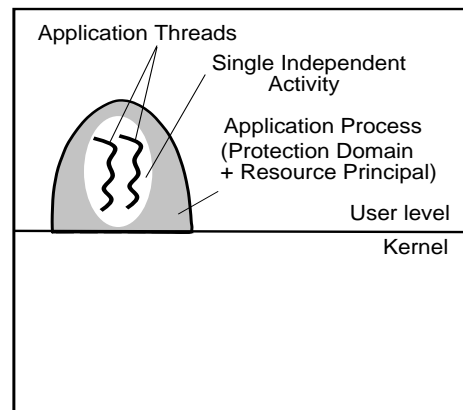 Application Threads
Single Independent
Activity
Application Process
(Protection Domain
+ Resource Principal)
User level
Kernel